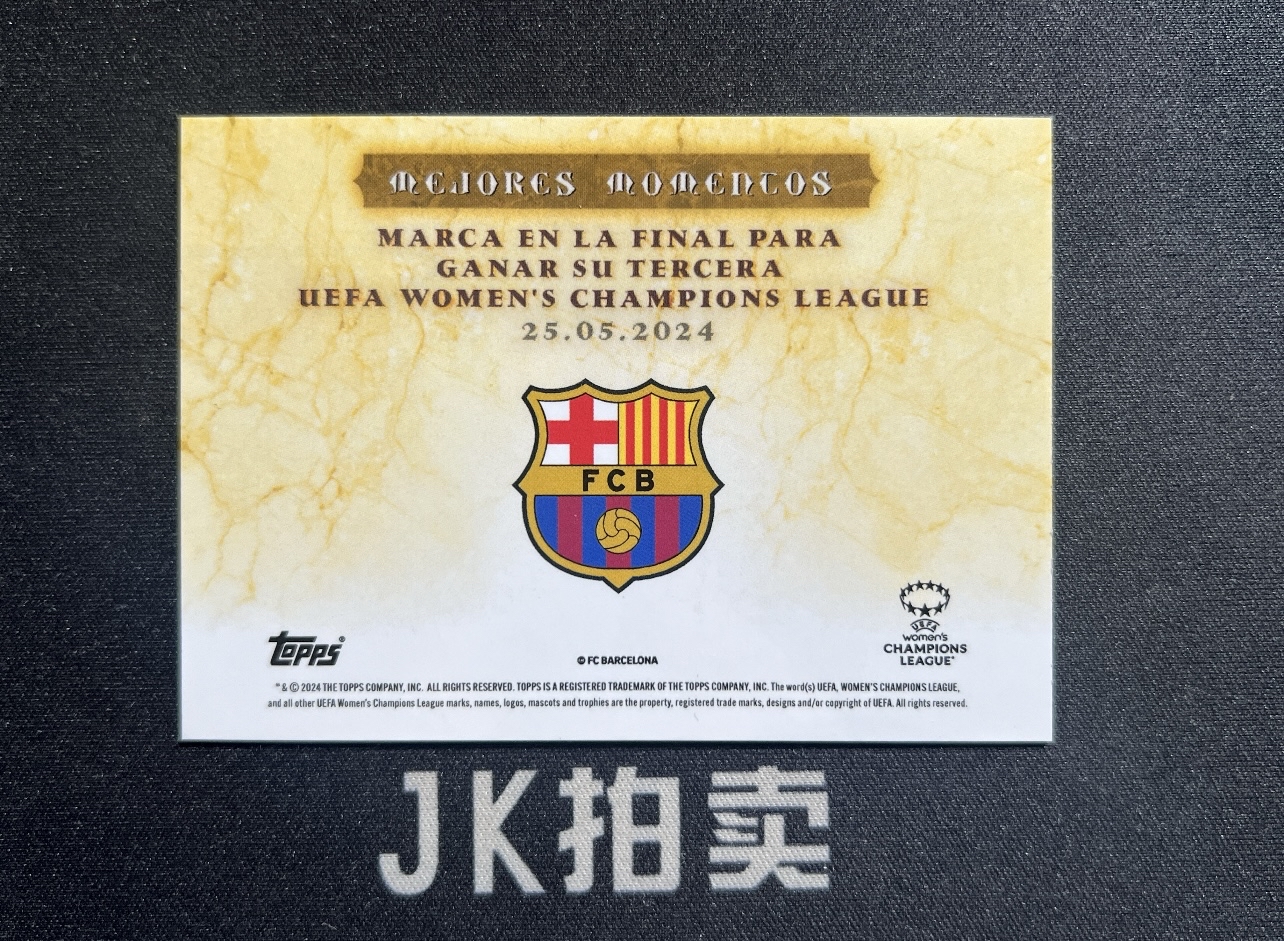 MEJORES MOMENTOS
MARCA EN LA FINAL PARA
GANAR SU TERCERA
UEFA WOMEN'S CHAMPIONS LEAGUE
25.05.2024
FCB
Topps®
© FC BARCELONA
UEFA
women's
CHAMPIONS
LEAGUE
™ & © 2024 THE TOPPS COMPANY, INC. ALL RIGHTS RESERVED. TOPPS IS A REGISTERED TRADEMARK OF THE TOPPS COMPANY, INC. The word(s) UEFA, WOMEN'S CHAMPIONS LEAGUE,
and all other UEFA Women's Champions League marks, names, logos, mascots and trophies are the property, registered trade marks, designs and/or copyright of UEFA. All rights reserved.
JK拍卖